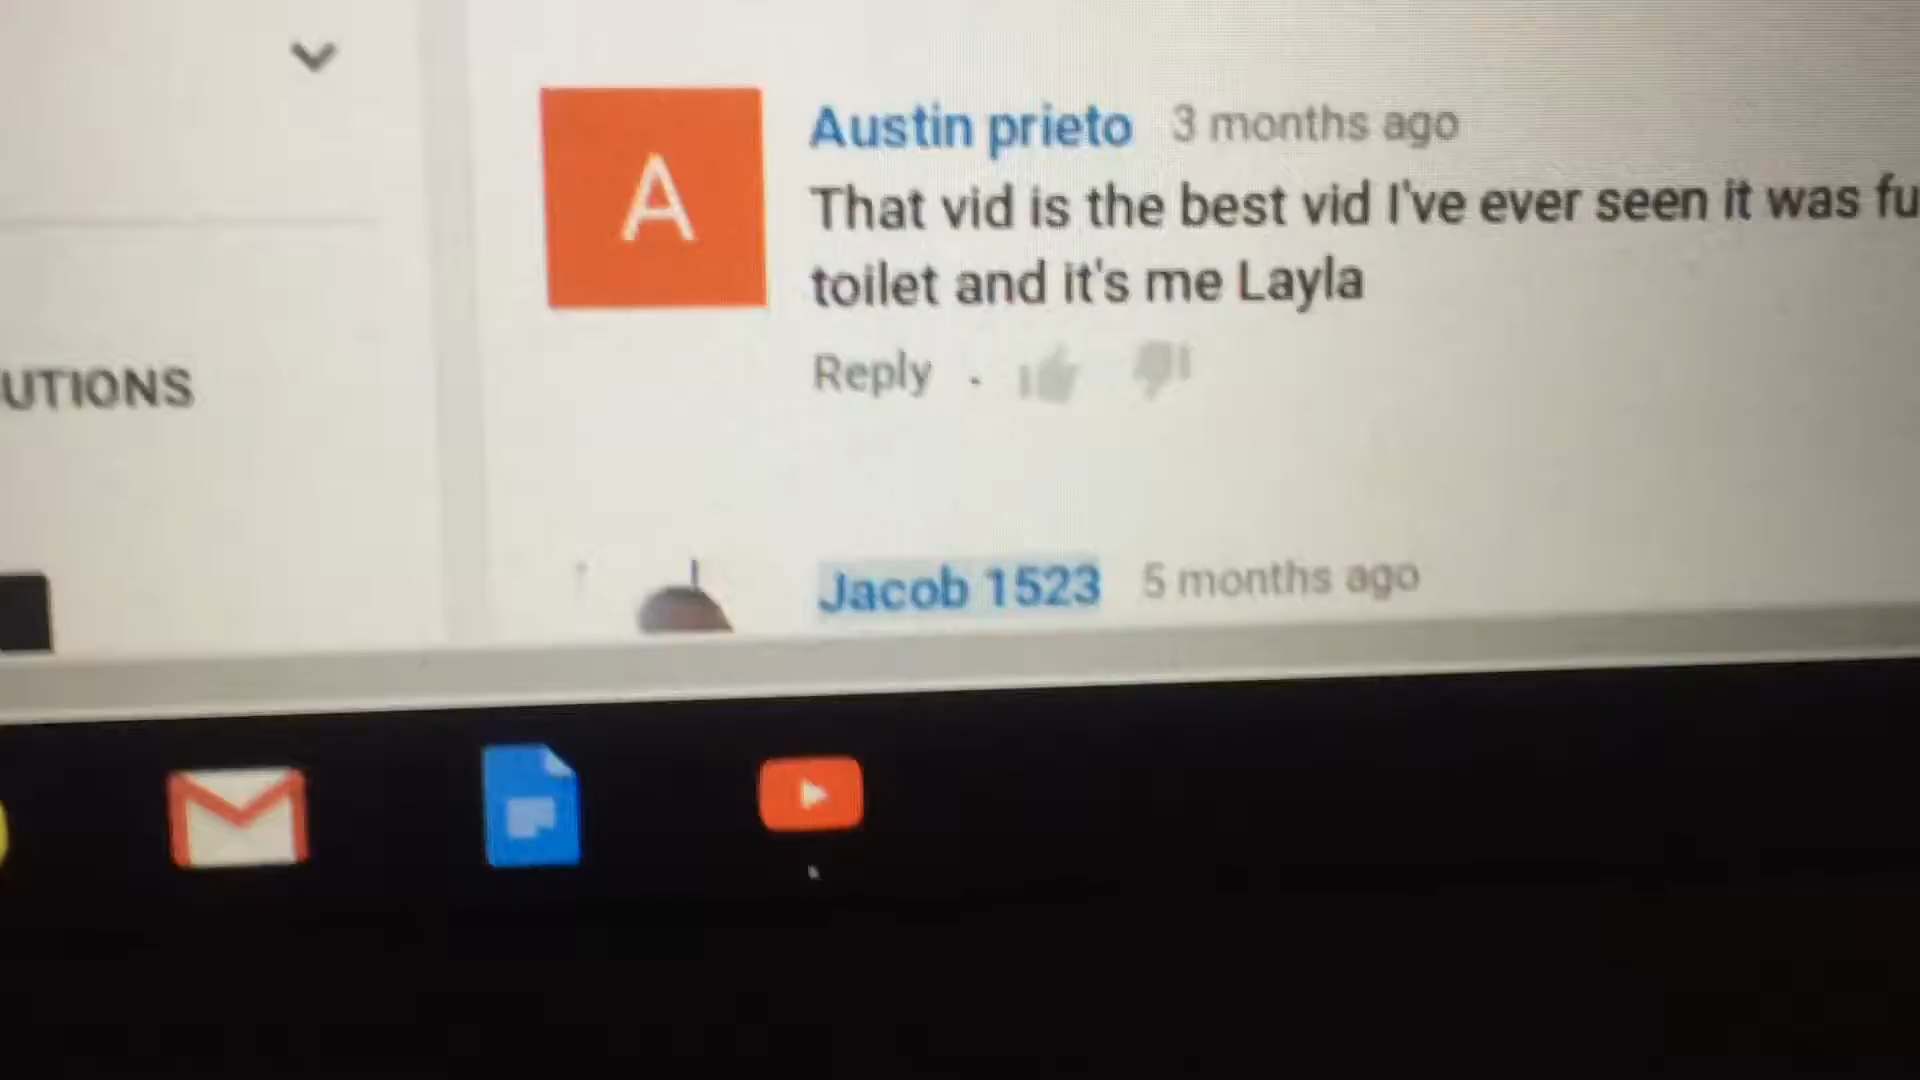 Austin prieto 3 months ago
A
That vid is the best vid I've ever seen it was fu
toilet and it's me Layla
Reply .
UTIONS
Jacob 1523 5 months ago